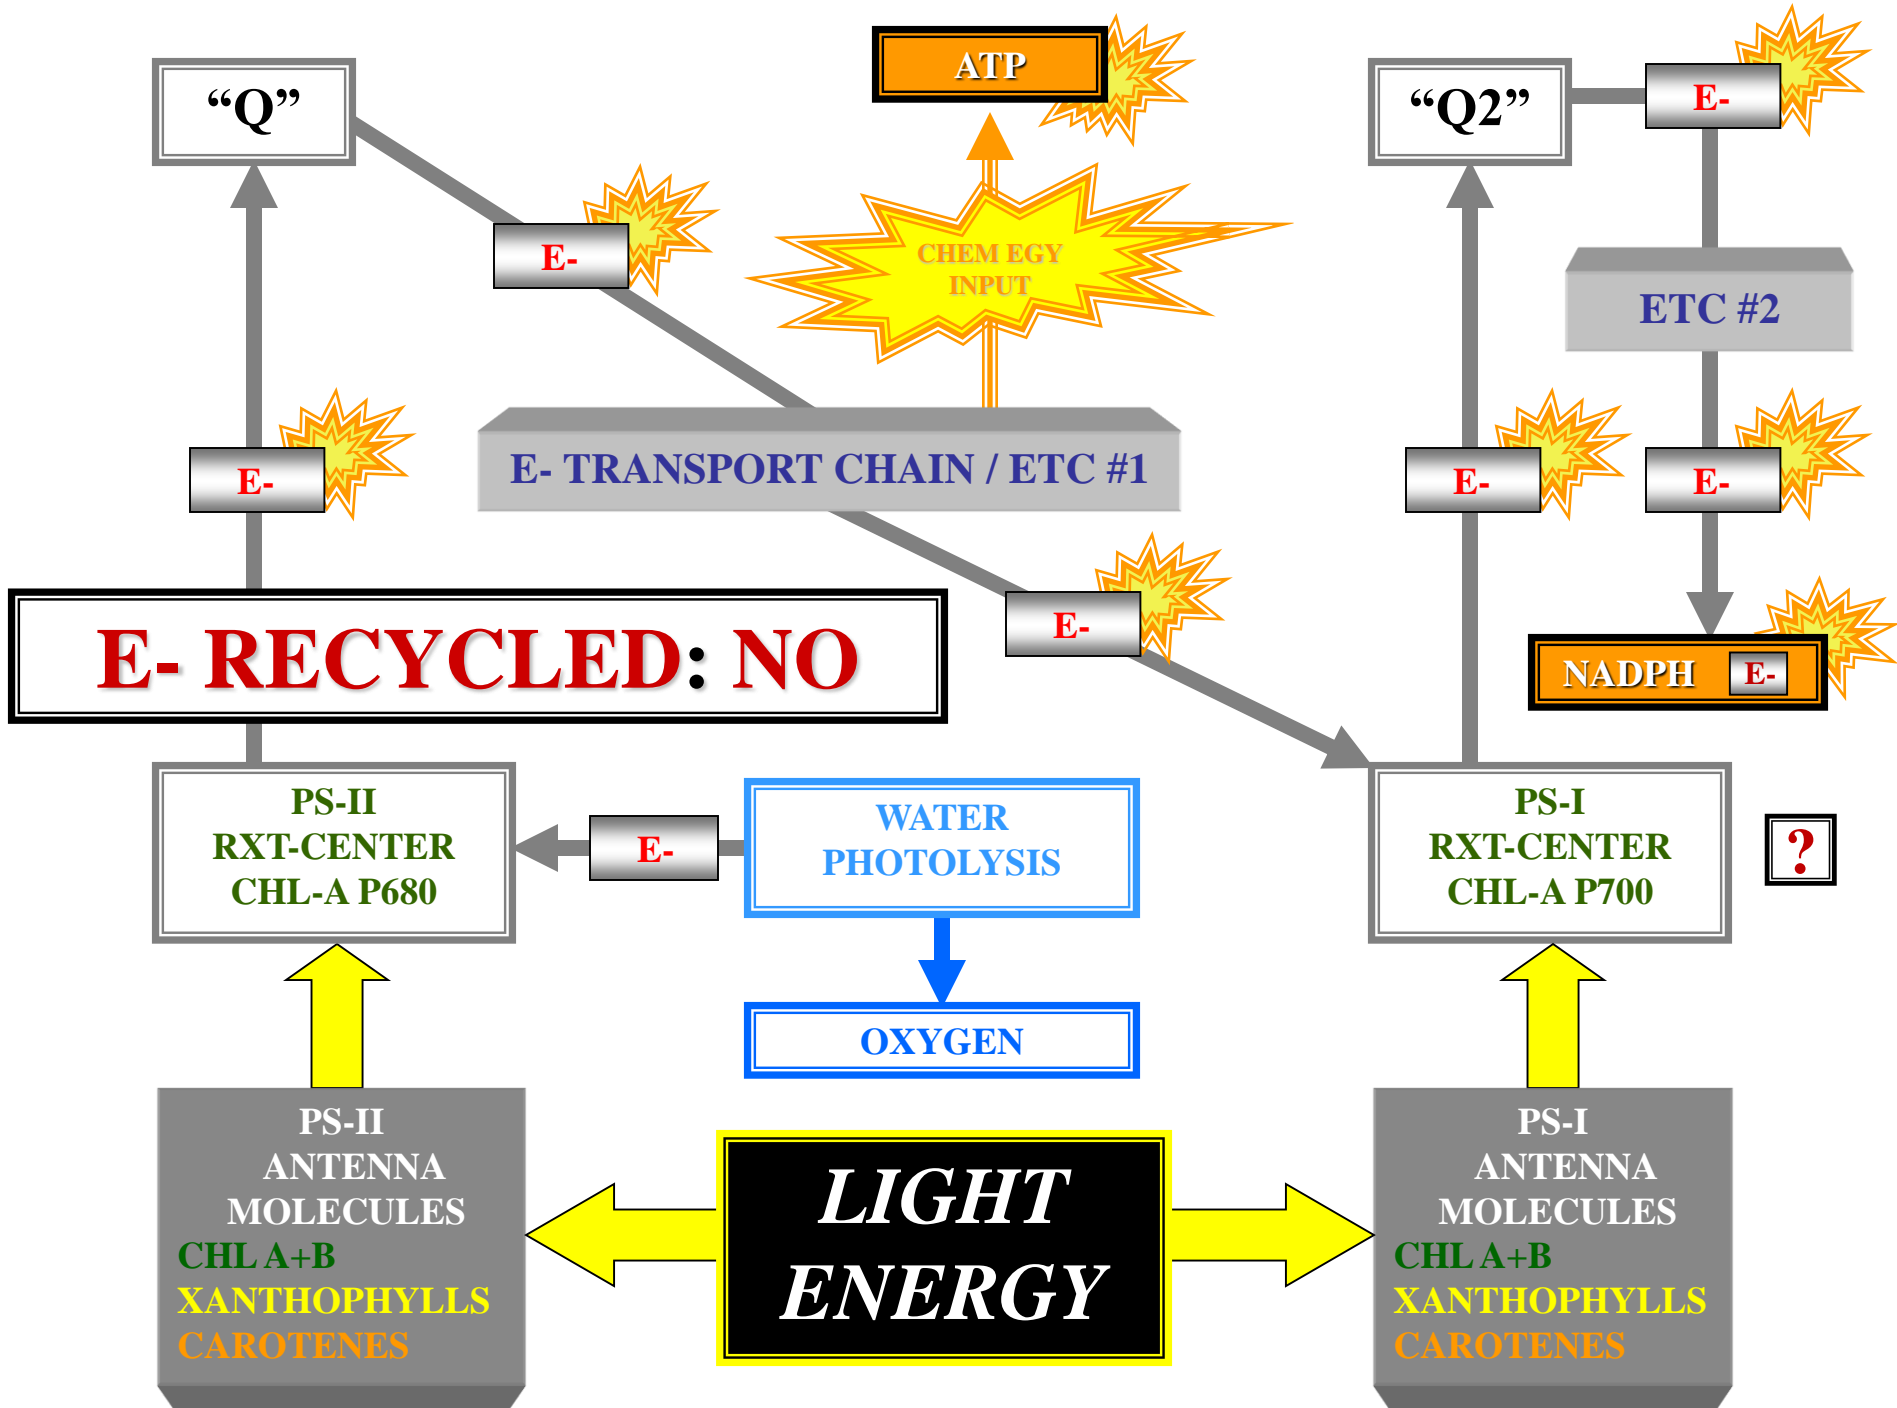 ATP
“Q”
“Q2”
E-
E-
CHEM EGY
INPUT
ETC #2
E- TRANSPORT CHAIN / ETC #1
E-
E-
E-
E-
E- RECYCLED: NO
NADPH
E-
PS-II
RXT-CENTER
CHL-A P680
E-
WATER
PHOTOLYSIS
PS-I
RXT-CENTER
CHL-A P700
?
OXYGEN
PS-II
ANTENNA
MOLECULES
CHL A+B
XANTHOPHYLLS
CAROTENES
LIGHT
ENERGY
PS-I
ANTENNA
MOLECULES
CHL A+B
XANTHOPHYLLS
CAROTENES